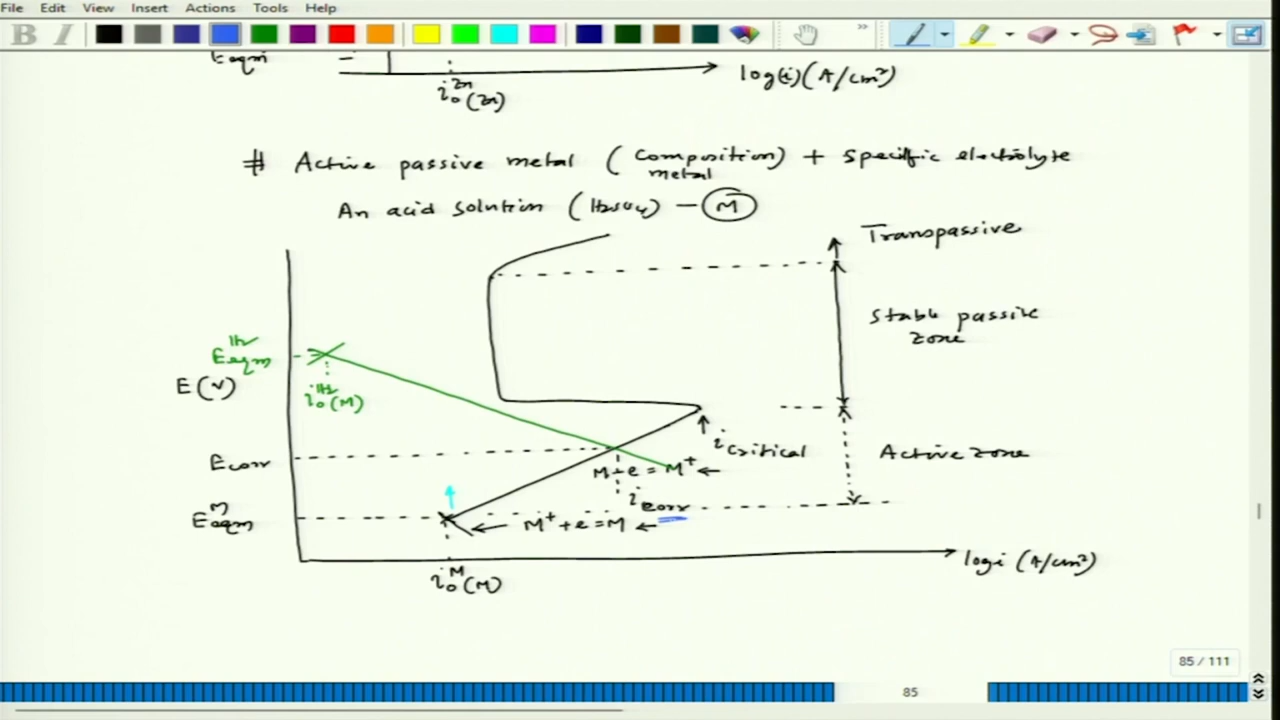 File Edit View Insert Actions Tools Help
B I
Eeqm
log(i) (A/cm²)
i₀^Zn (Zn)
# Active passive metal (composition) + specific electrolyte
metal
An acid solution (H₂SO₄) — M
Transpassive
Stable passive
zone
E^H₂ eqm
i₀^H₂ (M)
E(V)
i critical
Active zone
Ecorr
M+e = M⁺ ←
i corr
E^M eqm
← M⁺ + e = M ←
i₀^M (M)
log i (A/cm²)
85 / 111
85